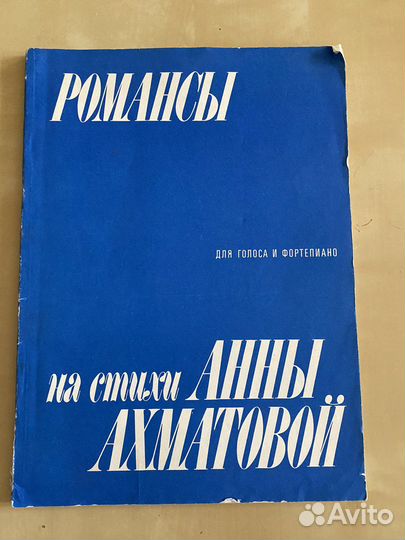 РОМАНСЫ
ДЛЯ ГОЛОСА И ФОРТЕПИАНО
на стихи АННЫ
АХМАТОВОЙ
Avito